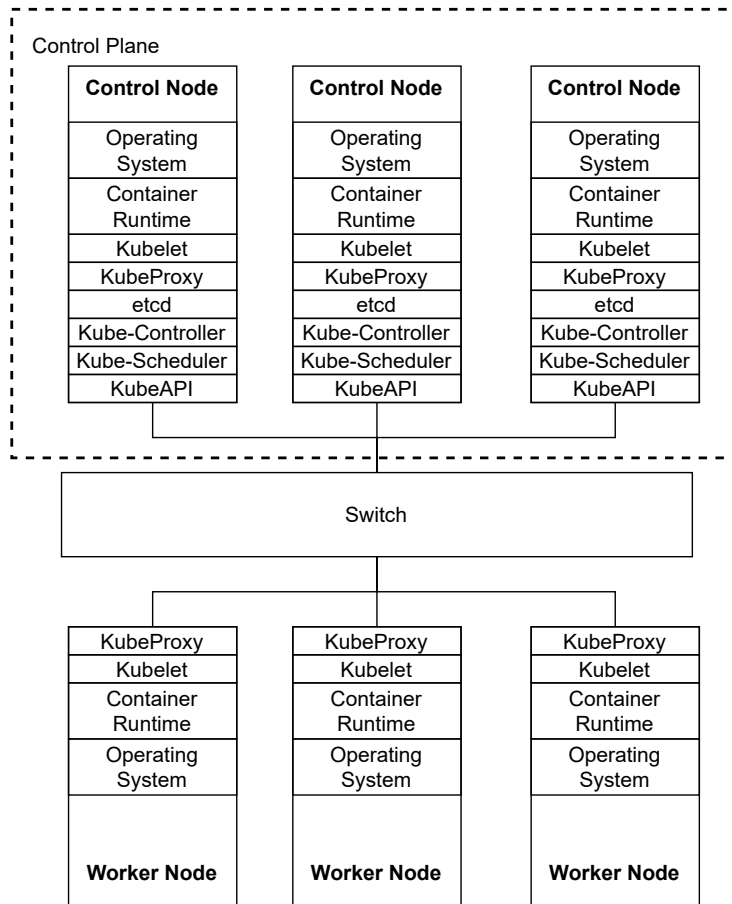 Control Plane
Control Node
Operating
System
Container
Runtime
Kubelet
KubeProxy
etcd
Kube-Controller
Kube-Scheduler
KubeAPI
Control Node
Operating
System
Container
Runtime
Kubelet
KubeProxy
etcd
Kube-Controller
Kube-Scheduler
KubeAPI
Control Node
Operating
System
Container
Runtime
Kubelet
KubeProxy
etcd
Kube-Controller
Kube-Scheduler
KubeAPI
Switch
KubeProxy
Kubelet
Container
Runtime
Operating
System
Worker Node
KubeProxy
Kubelet
Container
Runtime
Operating
System
Worker Node
KubeProxy
Kubelet
Container
Runtime
Operating
System
Worker Node